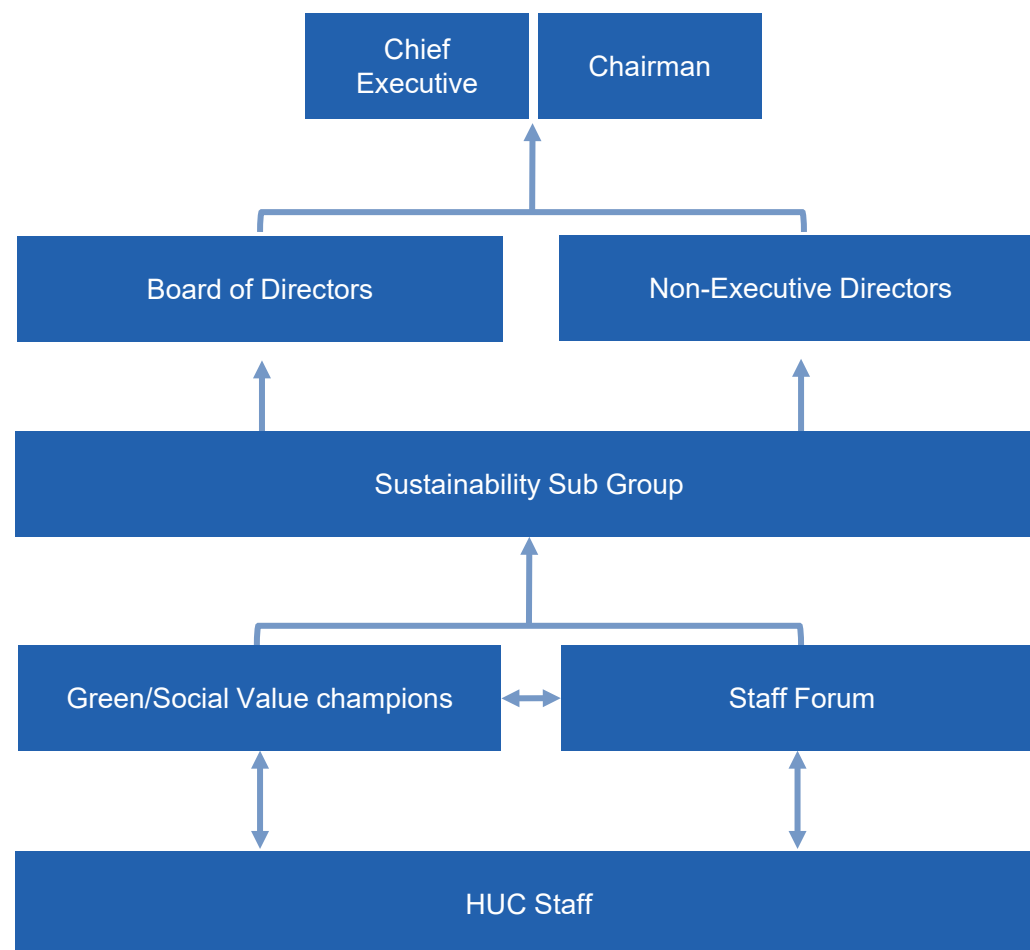 Chief
Executive
Chairman
Board of Directors
Non-Executive Directors
Sustainability Sub Group
Green/Social Value champions
Staff Forum
HUC Staff